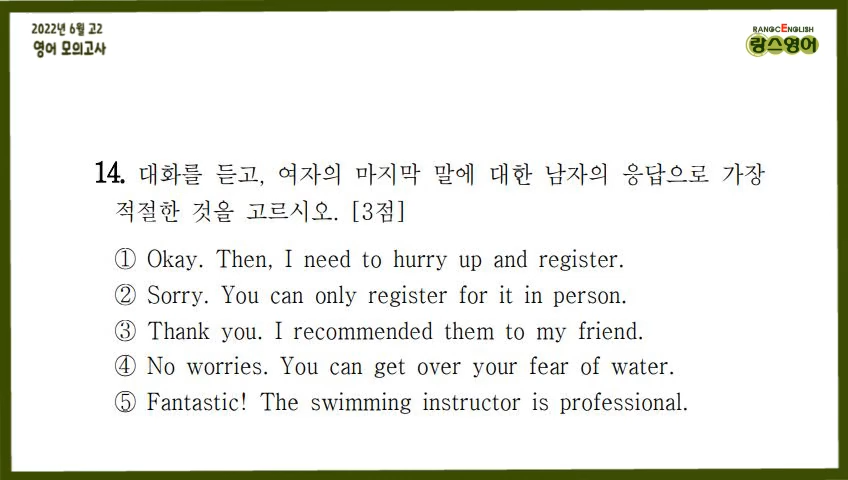 2022년 6월 고2
영어 모의고사
RANGCENGLISH
랑스영어
14. 대화를 듣고, 여자의 마지막 말에 대한 남자의 응답으로 가장
적절한 것을 고르시오. [3점]
① Okay. Then, I need to hurry up and register.
② Sorry. You can only register for it in person.
③ Thank you. I recommended them to my friend.
④ No worries. You can get over your fear of water.
⑤ Fantastic! The swimming instructor is professional.